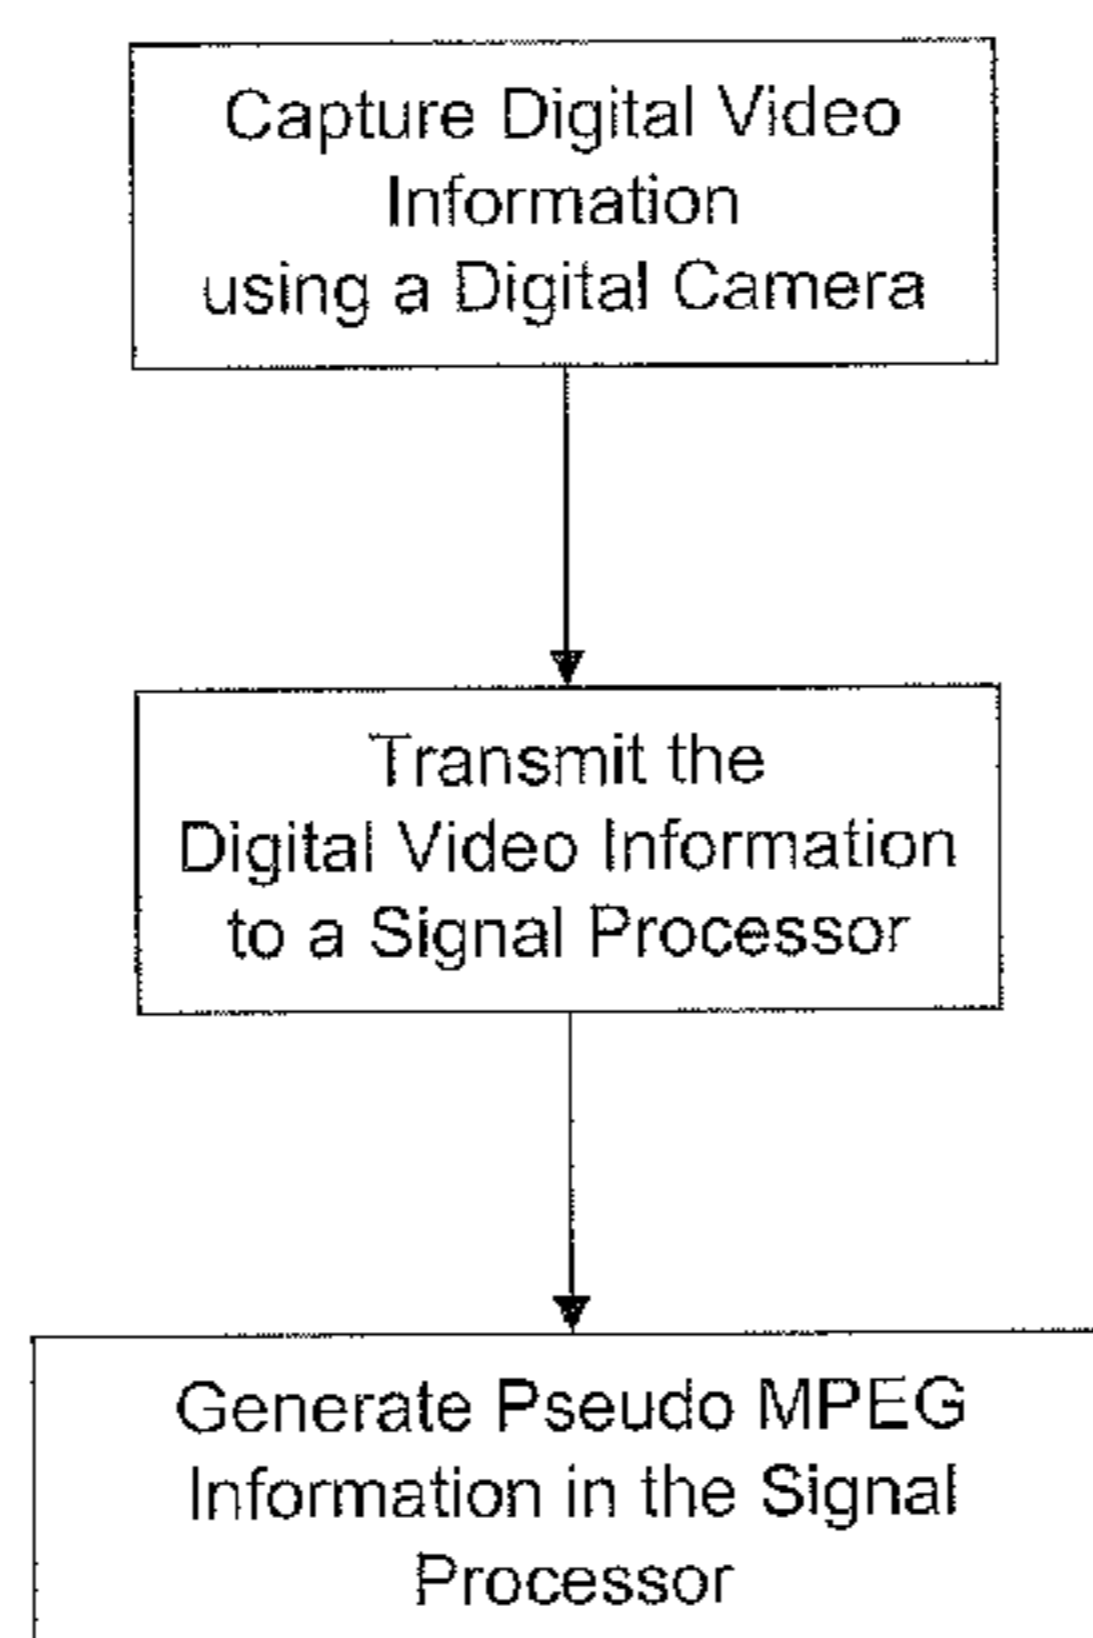 Capture Digital Video
Information
using a Digital Camera
Transmit the
Digital Video Information
to a Signal Processor
Generate Pseudo MPEG
Information in the Signal
Processor